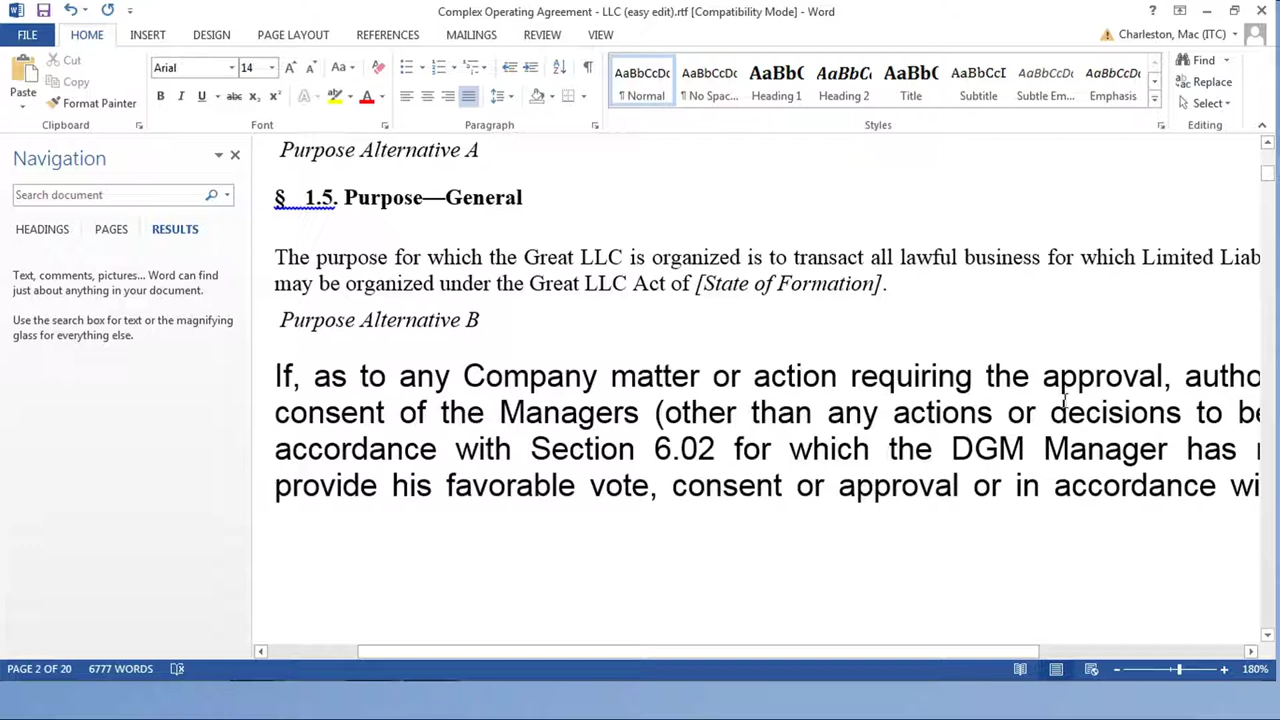 Complex Operating Agreement - LLC (easy edit).rtf [Compatibility Mode] - Word
FILE HOME INSERT DESIGN PAGE LAYOUT REFERENCES MAILINGS REVIEW VIEW Charleston, Mac (ITC)
Paste
Cut
Copy
Format Painter
Clipboard
Arial 14
Font
Paragraph
AaBbCcDc AaBbCcDc AaBbC AaBbCc AaBbC AaBbCcI AaBbCcDc AaBbCcDc
¶ Normal ¶ No Spac... Heading 1 Heading 2 Title Subtitle Subtle Em... Emphasis
Styles
Find
Replace
Select
Editing
Navigation
Search document
HEADINGS PAGES RESULTS
Text, comments, pictures... Word can find
just about anything in your document.
Use the search box for text or the magnifying
glass for everything else.
Purpose Alternative A
§ 1.5. Purpose—General
The purpose for which the Great LLC is organized is to transact all lawful business for which Limited Liab
may be organized under the Great LLC Act of [State of Formation].
Purpose Alternative B
If, as to any Company matter or action requiring the approval, autho
consent of the Managers (other than any actions or decisions to be
accordance with Section 6.02 for which the DGM Manager has
provide his favorable vote, consent or approval or in accordance wi
PAGE 2 OF 20 6777 WORDS 180%